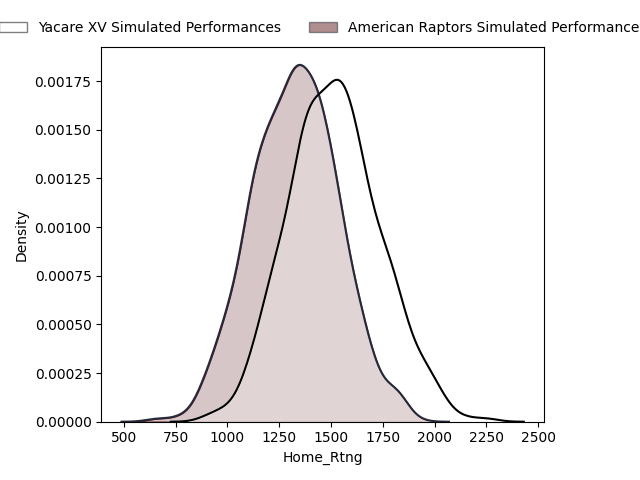 Yacare XV Simulated Performances
American Raptors Simulated Performance
0.00175
0.00150
0.00125
0.00100
0.00075
0.00050
0.00025
0.00000
Density
500 750 1000 1250 1500 1750 2000 2250 2500
Home_Rtng